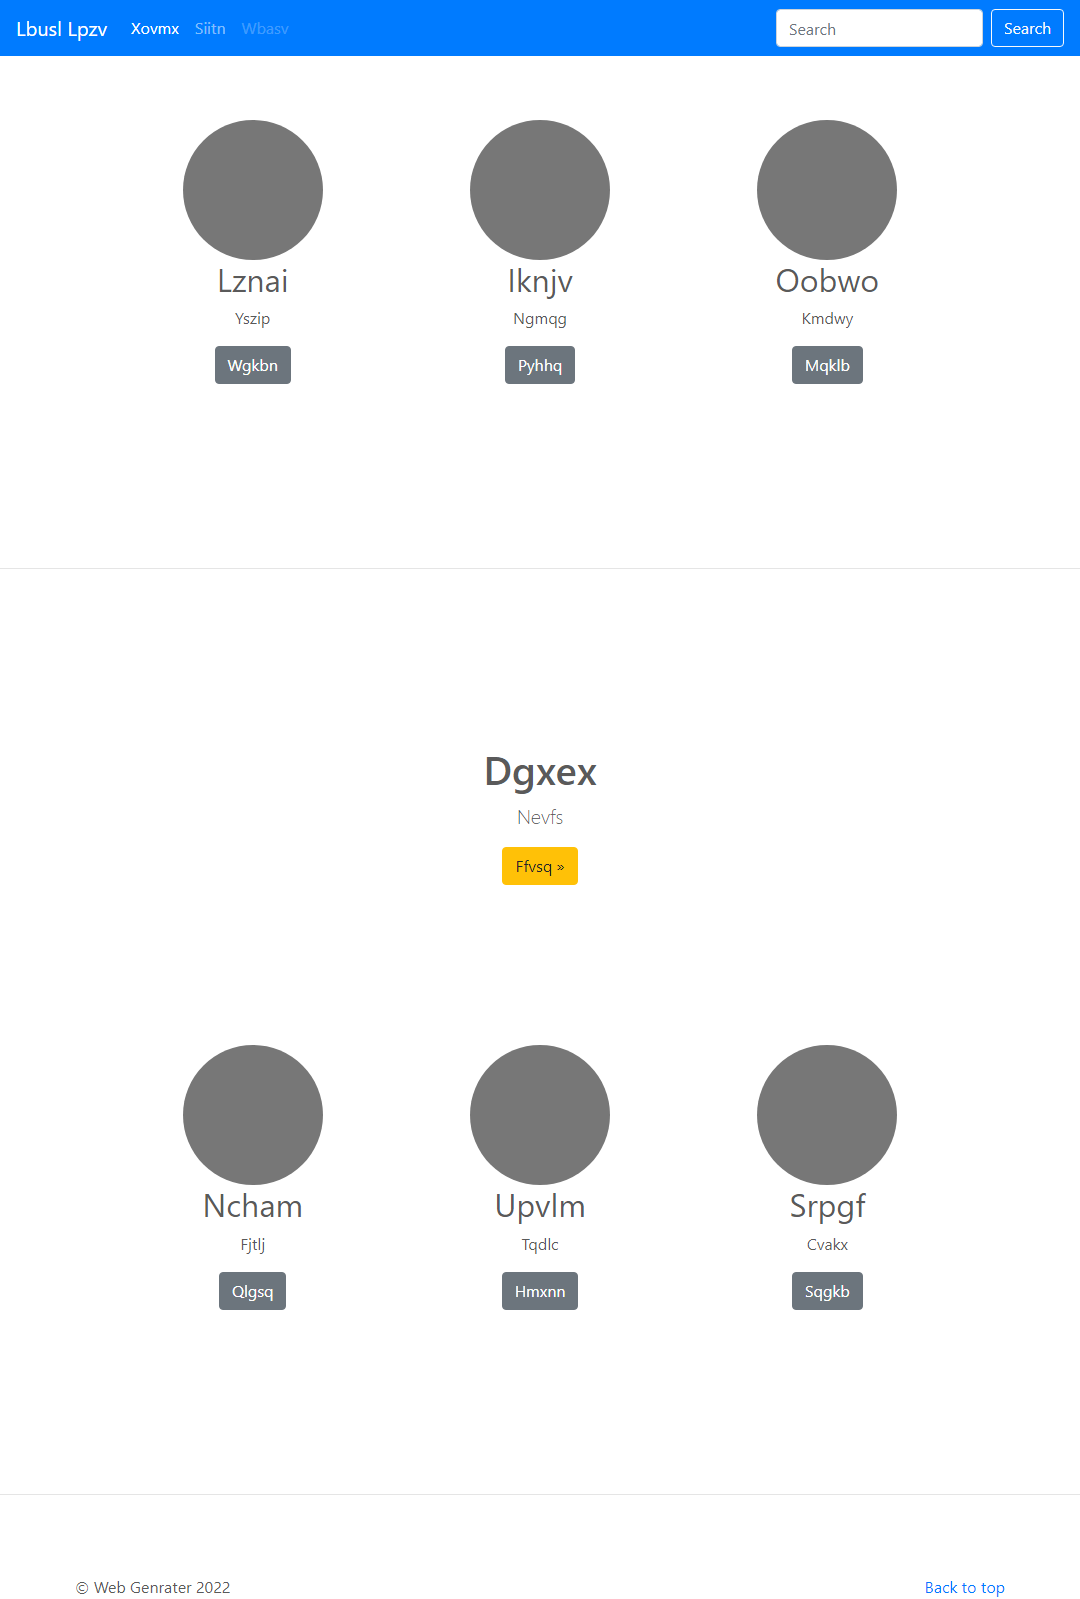 Lbusl Lpzv Xovmx Siitn Wbasv Search Search
Lznai Iknjv Oobwo
Yszip Ngmqg Kmdwy
Wgkbn Pyhhq Mqklb
Dgxex
Nevfs
Ffvsq »
Ncham Upvlm Srpgf
Fjtlj Tqdlc Cvakx
Qlgsq Hmxnn Sqgkb
© Web Genrater 2022 Back to top